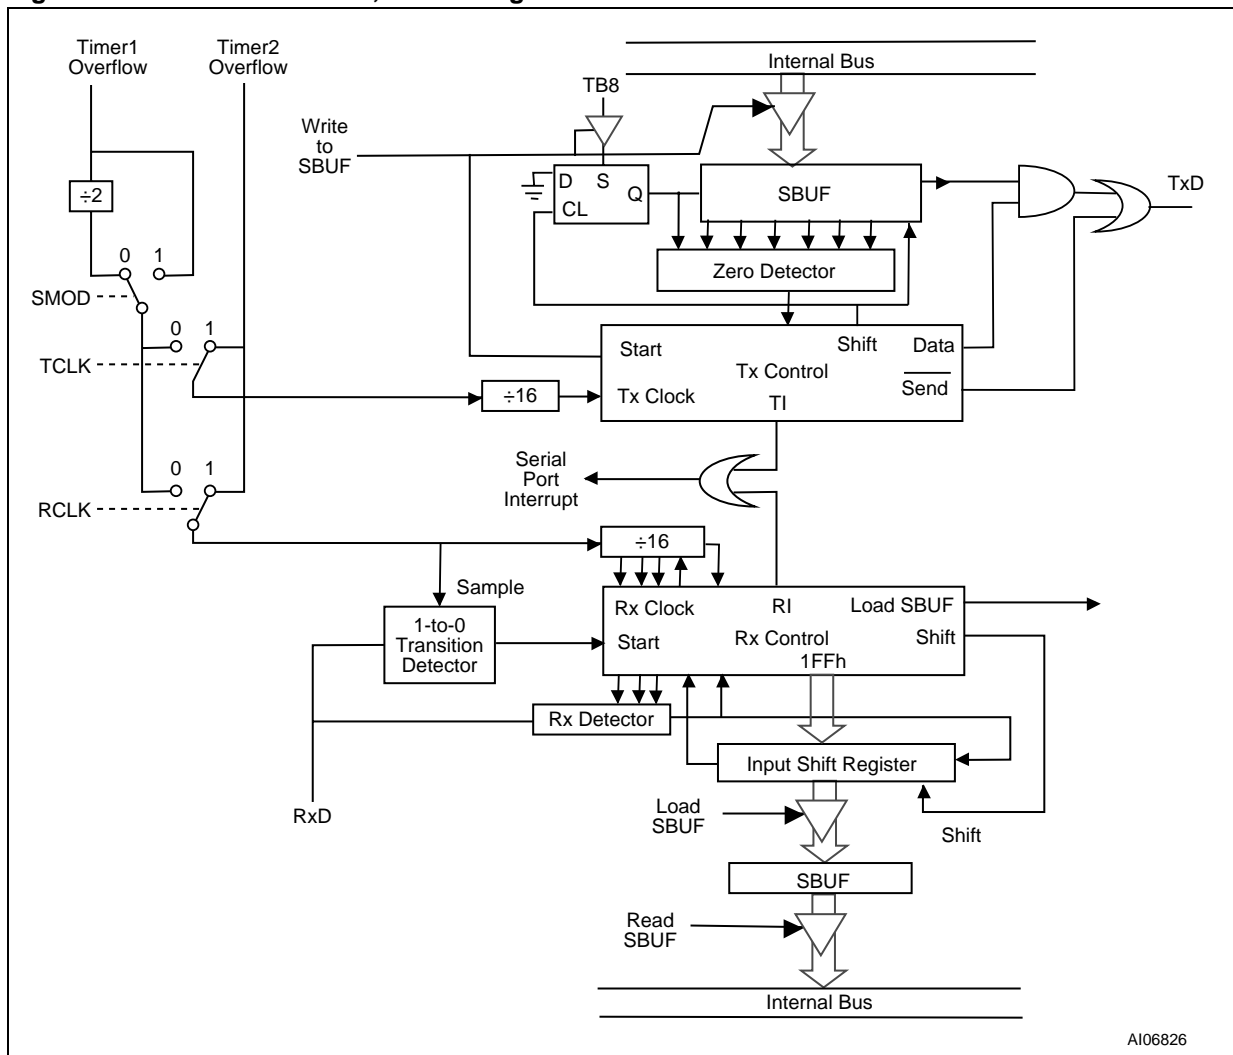 Timer1
Overflow
Timer2
Overflow
Internal Bus
TB8
Write
to
SBUF
D S
Q
CL
SBUF
TxD
÷2
Zero Detector
0 1
SMOD
0 1
TCLK
Start
Shift
Data
Tx Control
Send
÷16
Tx Clock
TI
Serial
Port
Interrupt
0 1
RCLK
÷16
Sample
Rx Clock
RI
Load SBUF
1-to-0
Transition
Detector
Start
Rx Control
Shift
1FFh
Rx Detector
Input Shift Register
RxD
Load
SBUF
Shift
SBUF
Read
SBUF
Internal Bus
AI06826